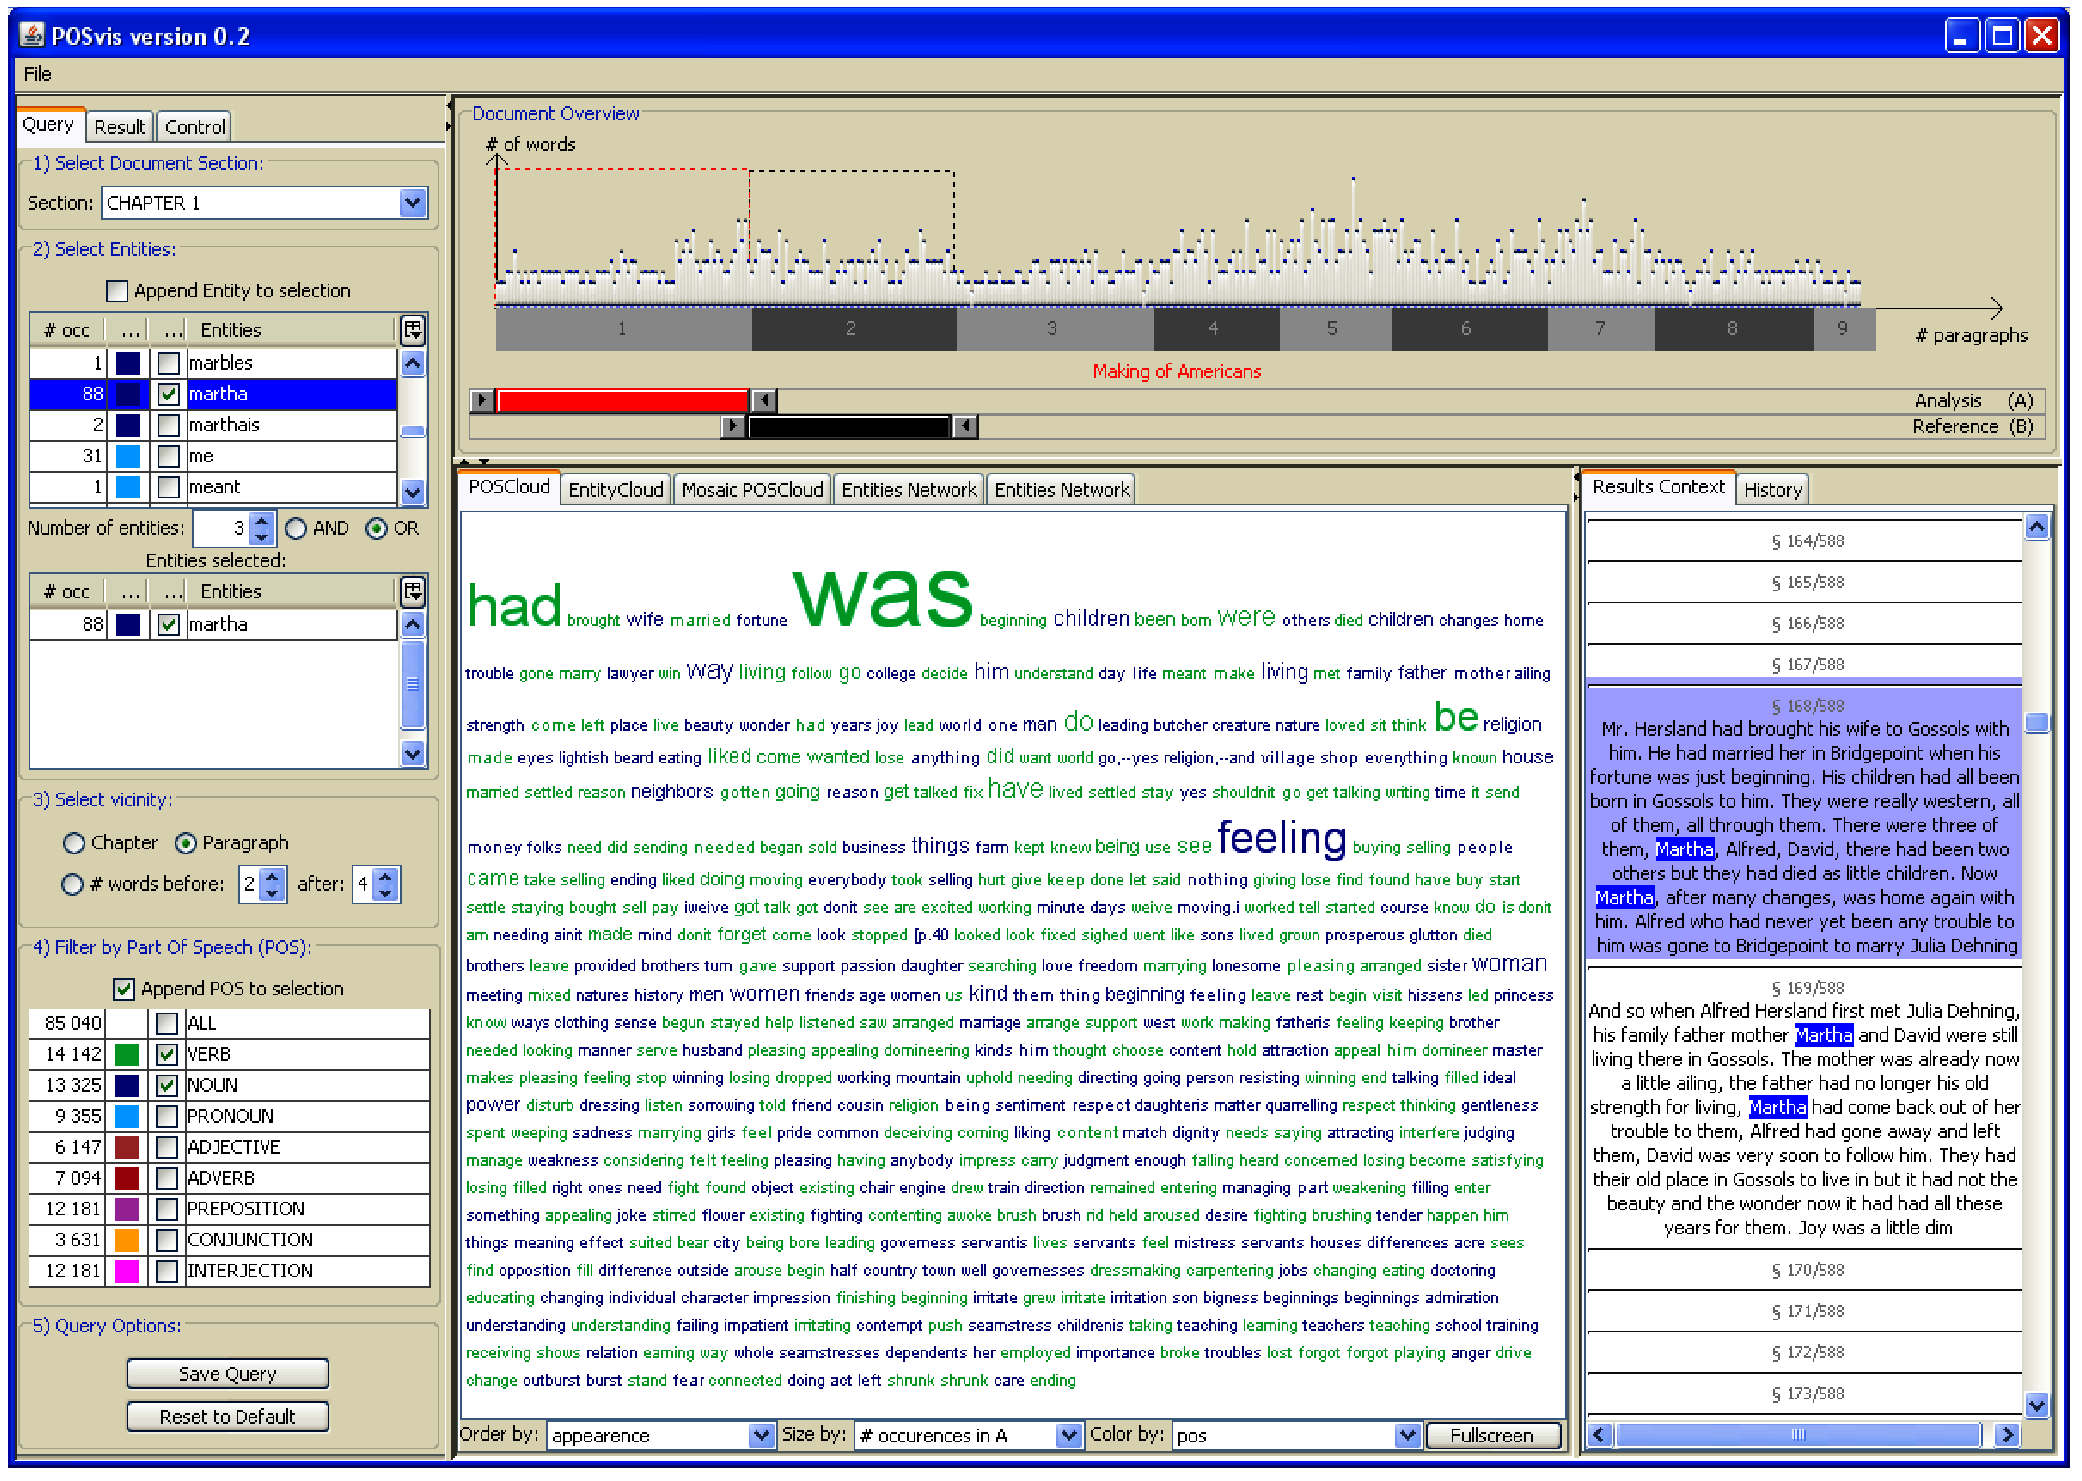 POSvis version 0.2
File
Query Result Control
1) Select Document Section:
Section: CHAPTER 1
2) Select Entities:
Append Entity to selection
# occ ... ... Entities
1 marbles
88 martha
2 marthais
31 me
1 meant
Number of entities: 3 AND OR
Entities selected:
# occ ... ... Entities
88 martha
3) Select vicinity:
Chapter Paragraph
# words before: 2 after: 4
4) Filter by Part Of Speech (POS):
Append POS to selection
85 040 ALL
14 142 VERB
13 325 NOUN
9 355 PRONOUN
6 147 ADJECTIVE
7 094 ADVERB
12 181 PREPOSITION
3 631 CONJUNCTION
12 181 INTERJECTION
5) Query Options:
Save Query
Reset to Default
Document Overview
# of words
1 2 3 4 5 6 7 8 9
# paragraphs
Making of Americans
Analysis (A)
Reference (B)
POSCloud EntityCloud Mosaic POSCloud Entities Network Entities Network
had brought wife married fortune was beginning children been born were others died children changes home
trouble gone marry lawyer win way living follow go college decide him understand day life meant make living met family father mother ailing
strength come left place live beauty wonder had years joy lead world one man do leading butcher creature nature loved sit think be religion
made eyes lightish beard eating liked come wanted lose anything did want world go,--yes religion,--and village shop everything known house
married settled reason neighbors gotten going reason get talked fix have lived settled stay yes shouldnit go get talking writing time it send
money folks need did sending needed began sold business things farm kept knew being use see feeling buying selling people
came take selling ending liked doing moving everybody took selling hurt give keep done let said nothing giving lose find found have buy start
settle staying bought sell pay iweive got talk got donit see are excited working minute days weive moving.i worked tell started course know do is donit
am needing ainit made mind donit forget come look stopped [p.40 looked look fixed sighed went like sons lived grown prosperous glutton died
brothers leave provided brothers turn gave support passion daughter searching love freedom marrying lonesome pleasing arranged sister woman
meeting mixed natures history men women friends age women us kind them thing beginning feeling leave rest begin visit hissens led princess
know ways clothing sense begun stayed help listened saw arranged marriage arrange support west work making fatheris feeling keeping brother
needed looking manner serve husband pleasing appealing domineering kinds him thought choose content hold attraction appeal him domineer master
makes pleasing feeling stop winning losing dropped working mountain uphold needing directing going person resisting winning end talking filled ideal
power disturb dressing listen sorrowing told friend cousin religion being sentiment respect daughteris matter quarrelling respect thinking gentleness
spent weeping sadness marrying girls feel pride common deceiving coming liking content match dignity needs saying attracting interfere judging
manage weakness considering felt feeling pleasing having anybody impress carry judgment enough falling heard concerned losing become satisfying
losing filled right ones need fight found object existing chair engine drew train direction remained entering managing part weakening filling enter
something appealing joke stirred flower existing fighting contenting awoke brush brush rid held aroused desire fighting brushing tender happen him
things meaning effect suited bear city being bore leading governess servantis lives servants feel mistress servants houses differences acre sees
find opposition fill difference outside arouse begin half country town well governesses dressmaking carpentering jobs changing eating doctoring
educating changing individual character impression finishing beginning irritate grew irritate irritation son bigness beginnings beginnings admiration
understanding understanding failing impatient irritating contempt push seamstress childrenis taking teaching learning teachers teaching school training
receiving shows relation earning way whole seamstresses dependents her employed importance broke troubles lost forgot forgot playing anger drive
change outburst burst stand fear connected doing act left shrunk shrunk care ending
Order by: appearence Size by: # occurences in A Color by: pos Fullscreen
Results Context History
§ 164/588
§ 165/588
§ 166/588
§ 167/588
§ 168/588
Mr. Hersland had brought his wife to Gossols with
him. He had married her in Bridgepoint when his
fortune was just beginning. His children had all been
born in Gossols to him. They were really western, all
of them, all through them. There were three of
them, Martha, Alfred, David, there had been two
others but they had died as little children. Now
Martha, after many changes, was home again with
him. Alfred who had never yet been any trouble to
him was gone to Bridgepoint to marry Julia Dehning
§ 169/588
And so when Alfred Hersland first met Julia Dehning,
his family father mother Martha and David were still
living there in Gossols. The mother was already now
a little ailing, the father had no longer his old
strength for living, Martha had come back out of her
trouble to them, Alfred had gone away and left
them, David was very soon to follow him. They had
their old place in Gossols to live in but it had not the
beauty and the wonder now it had had all these
years for them. Joy was a little dim
§ 170/588
§ 171/588
§ 172/588
§ 173/588